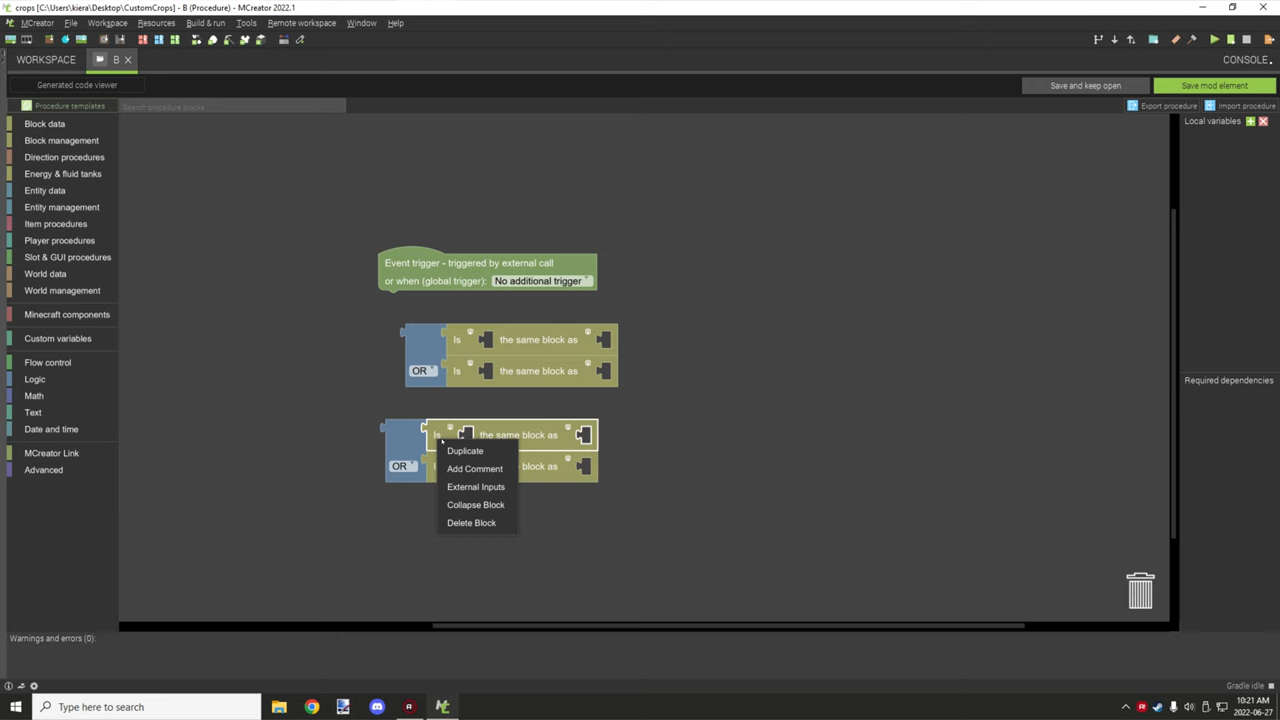 crops [C:\Users\kiera\Desktop\CustomCrops] - B (Procedure) - MCreator 2022.1
MCreator File Workspace Resources Build & run Tools Remote workspace Window Help
WORKSPACE B CONSOLE
Generated code viewer Save and keep open Save mod element
Procedure templates Search procedure blocks Export procedure Import procedure
Block data Local variables
Block management
Direction procedures
Energy & fluid tanks
Entity data
Entity management
Item procedures
Player procedures
Slot & GUI procedures
World data
World management
Minecraft components
Custom variables
Flow control
Logic
Math
Text
Date and time
MCreator Link
Advanced
Event trigger - triggered by external call
or when (global trigger): No additional trigger
Is the same block as
OR Is the same block as
Is the same block as
OR the same block as
Duplicate
Add Comment
External Inputs
Collapse Block
Delete Block
Required dependencies
Warnings and errors (0):
Gradle idle
Type here to search
10:21 AM
2022-06-27